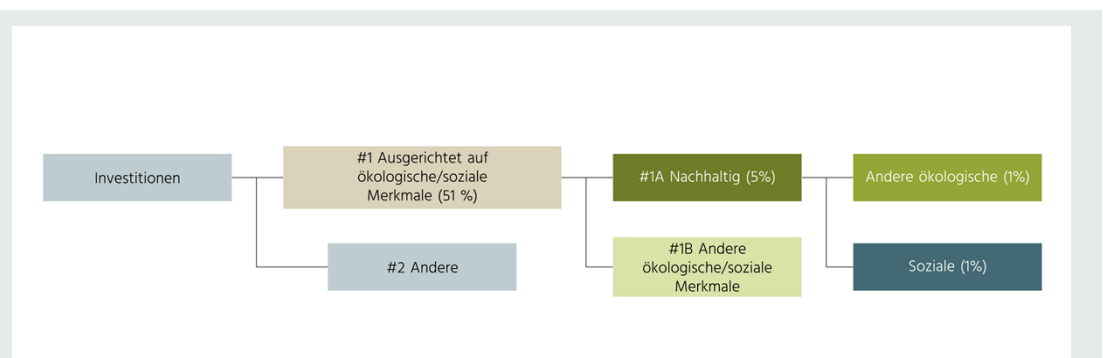 Investitionen
#1 Ausgerichtet auf
ökologische/soziale
Merkmale (51 %)
#1A Nachhaltig (5%)
Andere ökologische (1%)
#2 Andere
#1B Andere
ökologische/soziale
Merkmale
Soziale (1%)